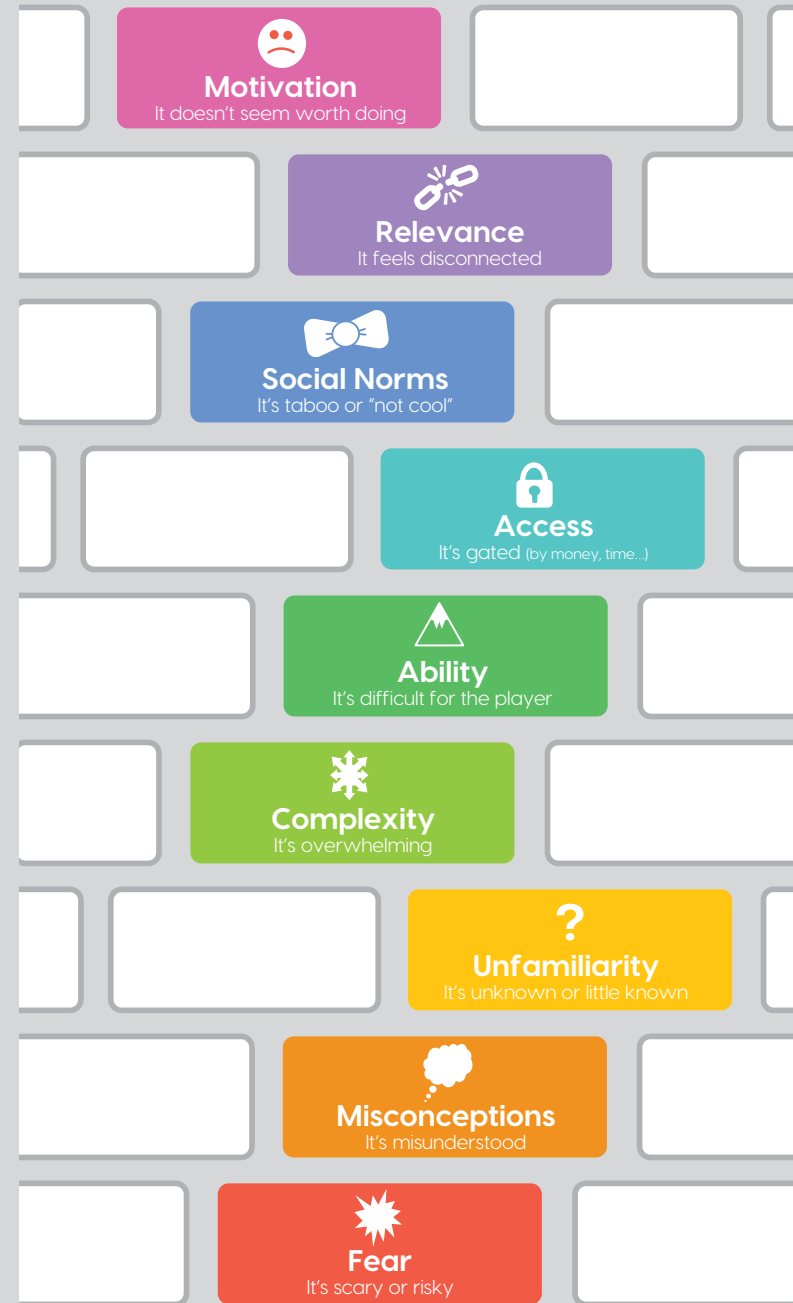 Motivation
It doesn't seem worth doing
Relevance
It feels disconnected
Social Norms
It's taboo or "not cool"
Access
It's gated (by money, time...)
Ability
It's difficult for the player
Complexity
It's overwhelming
?
Unfamiliarity
It's unknown or little known
Misconceptions
It's misunderstood
Fear
It's scary or risky